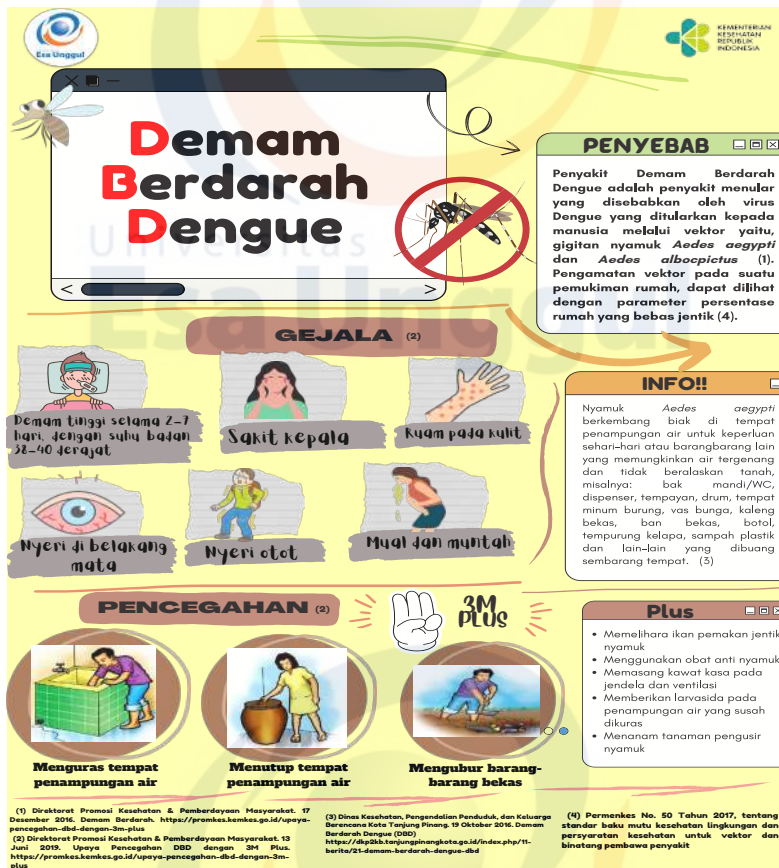 Esa Unggul
KEMENTERIAN
KESEHATAN
REPUBLIK
INDONESIA
Demam
Berdarah
Dengue
Universitas
Esa Unggul
PENYEBAB
Penyakit Demam Berdarah
Dengue adalah penyakit menular
yang disebabkan oleh virus
Dengue yang ditularkan kepada
manusia melalui vektor yaitu,
gigitan nyamuk Aedes aegypti
dan Aedes albocpictus (1).
Pengamatan vektor pada suatu
pemukiman rumah, dapat dilihat
dengan parameter persentase
rumah yang bebas jentik (4).
GEJALA (2)
Demam tinggi selama 2-7
hari, dengan suhu badan
38-40 derajat
Sakit kepala
Ruam pada kulit
Nyeri di belakang
mata
Nyeri otot
Mual dan muntah
INFO!!
Nyamuk Aedes aegypti
berkembang biak di tempat
penampungan air untuk keperluan
sehari-hari atau barangbarang lain
yang memungkinkan air tergenang
dan tidak beralaskan tanah,
misalnya: bak mandi/WC,
dispenser, tempayan, drum, tempat
minum burung, vas bunga, kaleng
bekas, ban bekas, botol,
tempurung kelapa, sampah plastik
dan lain-lain yang dibuang
sembarang tempat. (3)
PENCEGAHAN (2)
3M
PLUS
Menguras tempat
penampungan air
Menutup tempat
penampungan air
Mengubur barang-
barang bekas
Plus
• Memelihara ikan pemakan jentik
nyamuk
• Menggunakan obat anti nyamuk
• Memasang kawat kasa pada
jendela dan ventilasi
• Memberikan larvasida pada
penampungan air yang susah
dikuras
• Menanam tanaman pengusir
nyamuk
(1) Direktorat Promosi Kesehatan & Pemberdayaan Masyarakat. 17
Desember 2016. Demam Berdarah. https://promkes.kemkes.go.id/upaya-
pencegahan-dbd-dengan-3m-plus
(2) Direktorat Promosi Kesehatan & Pemberdayaan Masyarakat. 13
Juni 2019. Upaya Pencegahan DBD dengan 3M Plus.
https://promkes.kemkes.go.id/upaya-pencegahan-dbd-dengan-3m-
plus
(3) Dinas Kesehatan, Pengendalian Penduduk, dan Keluarga
Berencana Kota Tanjung Pinang. 19 Oktober 2016. Demam
Berdarah Dengue (DBD)
https://dkp2kb.tanjungpinangkota.go.id/index.php/11-
berita/21-demam-berdarah-dengue-dbd
(4) Permenkes No. 50 Tahun 2017, tentang
standar baku mutu kesehatan lingkungan dan
persyaratan kesehatan untuk vektor dan
binatang pembawa penyakit